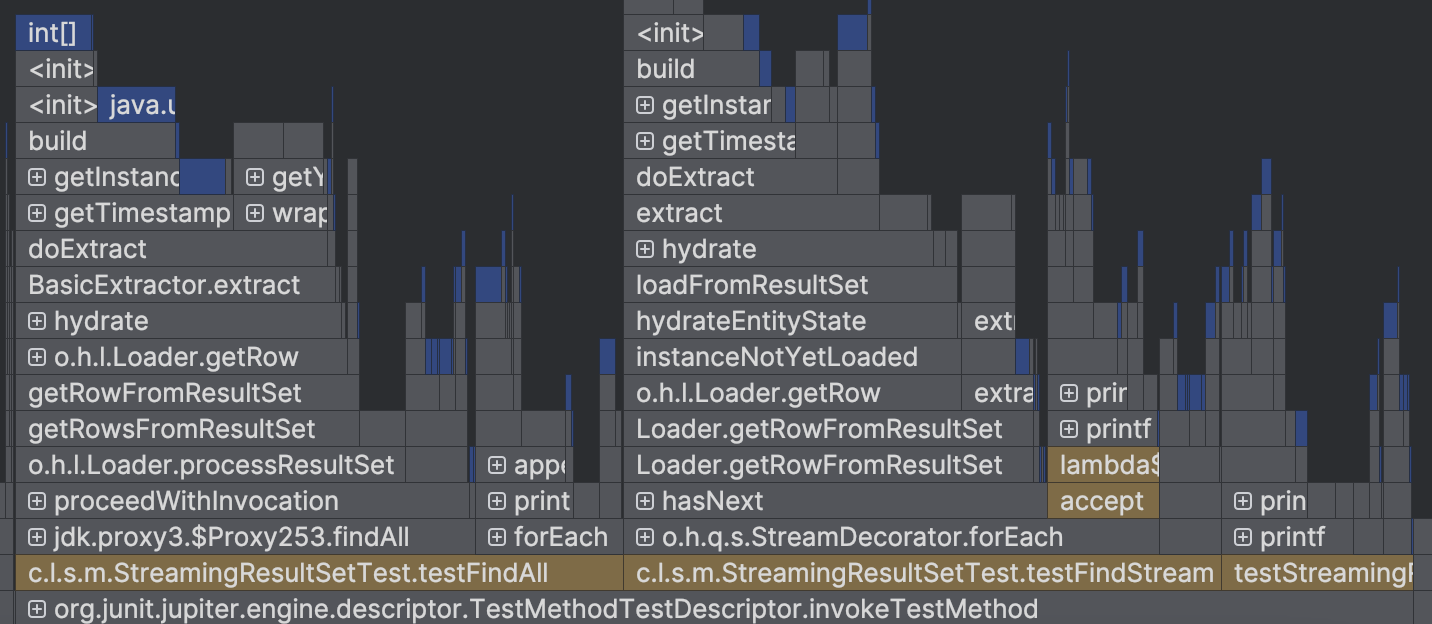 int[] <init>
<init> build
<init> java.u getInstar
build getTimesta
getInstanc getY doExtract
getTimestamp wrap extract
doExtract hydrate
BasicExtractor.extract loadFromResultSet
hydrate hydrateEntityState ext
o.h.l.Loader.getRow instanceNotYetLoaded
getRowFromResultSet o.h.l.Loader.getRow extra prir
getRowsFromResultSet Loader.getRowFromResultSet printf
o.h.l.Loader.processResultSet appe Loader.getRowFromResultSet lambda$
proceedWithInvocation print hasNext accept prin
jdk.proxy3.$Proxy253.findAll forEach o.h.q.s.StreamDecorator.forEach printf
c.l.s.m.StreamingResultSetTest.testFindAll c.l.s.m.StreamingResultSetTest.testFindStream testStreamingR
org.junit.jupiter.engine.descriptor.TestMethodTestDescriptor.invokeTestMethod